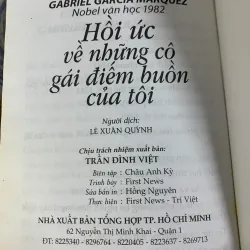 GABRIEL GARCIA MARQUEZ
Nobel văn học 1982
Hồi ức
về những cô
gái điếm buồn
của tôi
Người dịch:
LÊ XUÂN QUỲNH
Chịu trách nhiệm xuất bản:
TRẦN ĐÌNH VIỆT
Biên tập : Châu Anh Kỳ
Trình bày : First News
Sửa bản in : Hồng Nguyên
Thực hiện : First News - Trí Việt
NHÀ XUẤT BẢN TỔNG HỢP TP. HỒ CHÍ MINH
62 Nguyễn Thị Minh Khai - Quận 1
ĐT: 8225340 - 8296764 - 8220405 - 8223637 - 8269713